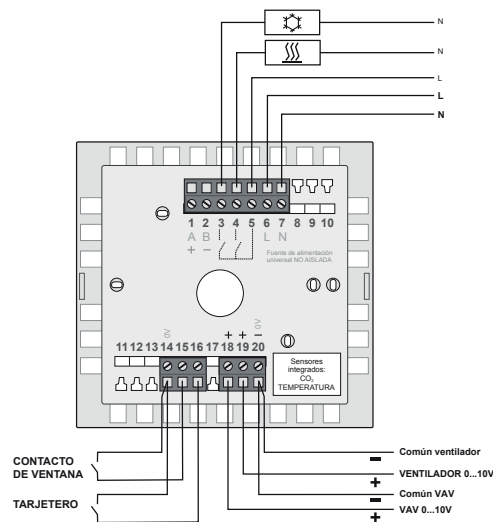 N
N
L
L
N
1 2 3 4 5 6 7 8 9 10
A B L N
+ −
Fuente de alimentación
universal NO AISLADA
0V + + 0V −
11 12 13 14 15 16 17 18 19 20
Sensores
integrados:
CO₂
TEMPERATURA
CONTACTO
DE VENTANA
TARJETERO
− Común ventilador
+ VENTILADOR 0...10V
− Común VAV
+ VAV 0...10V